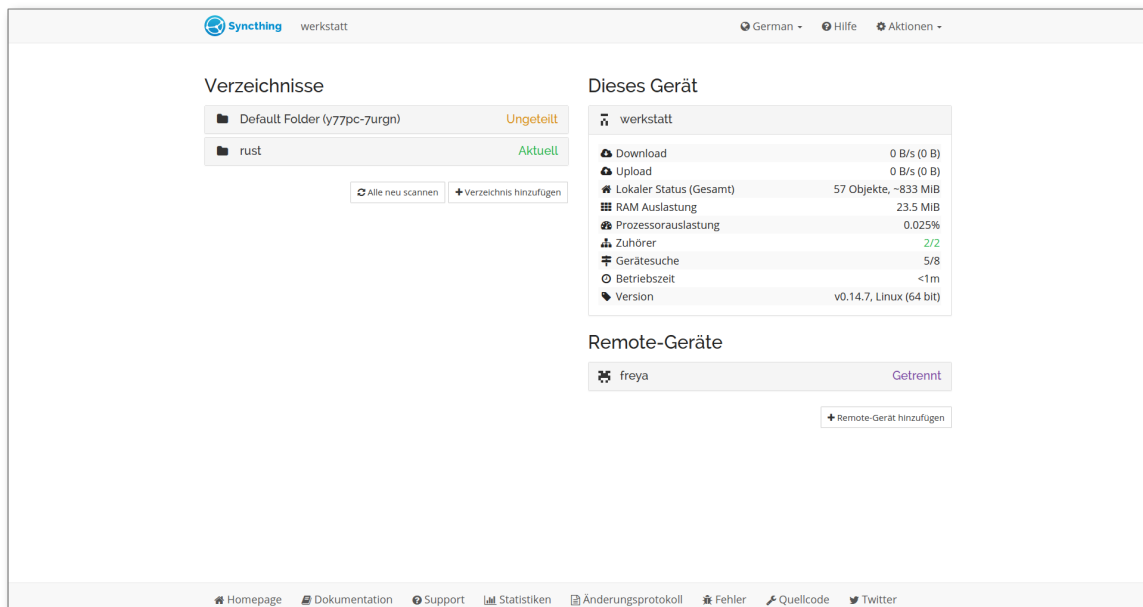 Syncthing werkstatt German Hilfe Aktionen
Verzeichnisse
Default Folder (y77pc-7urgn) Ungeteilt
rust Aktuell
Alle neu scannen Verzeichnis hinzufügen
Dieses Gerät
werkstatt
Download 0 B/s (0 B)
Upload 0 B/s (0 B)
Lokaler Status (Gesamt) 57 Objekte, ~833 MiB
RAM Auslastung 23.5 MiB
Prozessorauslastung 0.025%
Zuhörer 2/2
Gerätesuche 5/8
Betriebszeit <1m
Version v0.14.7, Linux (64 bit)
Remote-Geräte
freya Getrennt
Remote-Gerät hinzufügen
Homepage Dokumentation Support Statistiken Änderungsprotokoll Fehler Quellcode Twitter